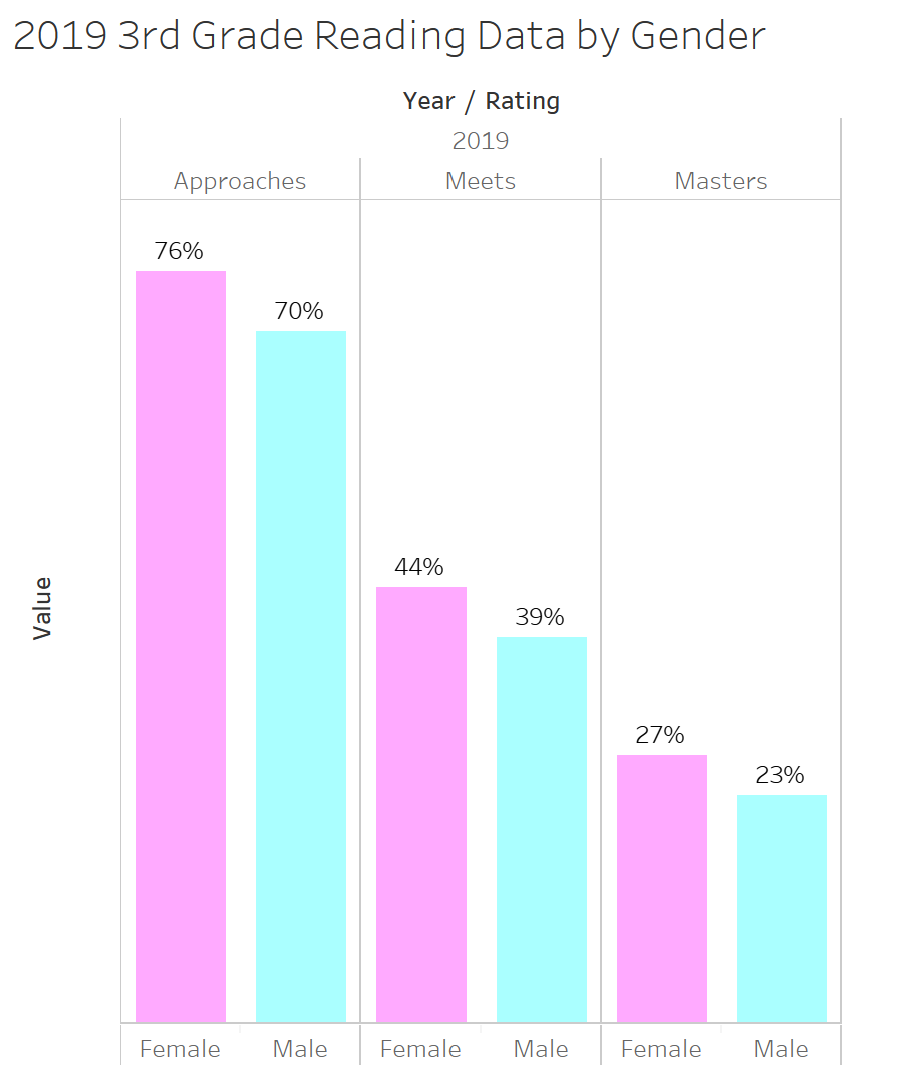 2019 3rd Grade Reading Data by Gender
Year / Rating
2019
Approaches Meets Masters
76%
70%
44%
39%
27%
23%
Value
Female Male Female Male Female Male